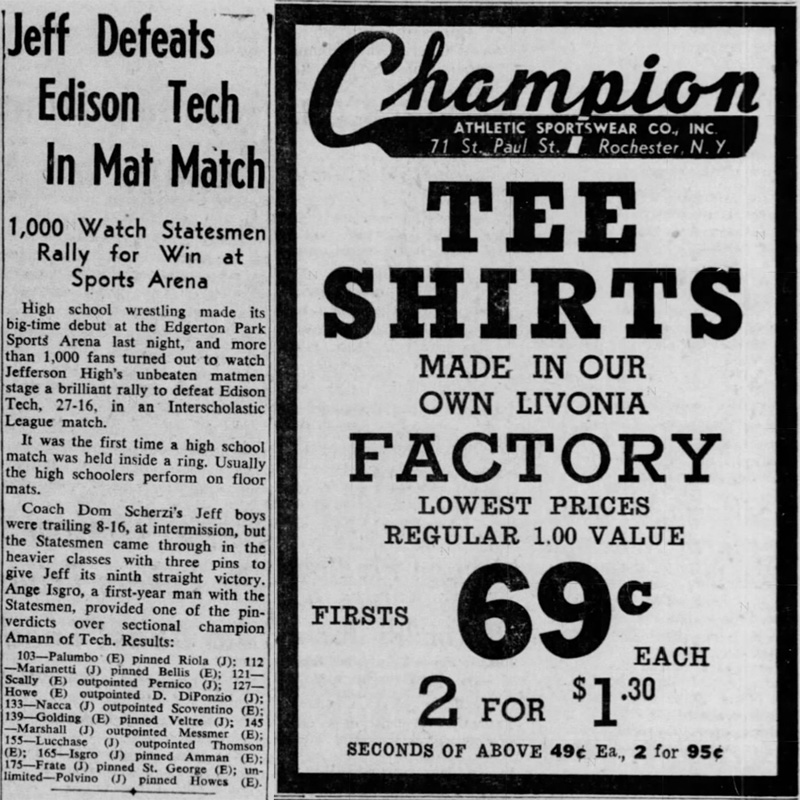 Jeff Defeats
Edison Tech
In Mat Match
1,000 Watch Statesmen
Rally for Win at
Sports Arena
High school wrestling made its
big-time debut at the Edgerton Park
Sports Arena last night, and more
than 1,000 fans turned out to watch
Jefferson High's unbeaten matmen
stage a brilliant rally to defeat Edison
Tech, 27-16, in an Interscholastic
League match.
It was the first time a high school
match was held inside a ring. Usually
the high schoolers perform on floor
mats.
Coach Dom Scherzi's Jeff boys
were trailing 8-16, at intermission, but
the Statesmen came through in the
heavier classes with three pins to
give Jeff its ninth straight victory.
Ange Isgro, a first-year man with the
Statesmen, provided one of the pin-
verdicts over sectional champion
Amann of Tech. Results:
103—Palumbo (E) pinned Riola (J); 112
—Marianetti (J) pinned Bellis (E); 121—
Scally (E) outpointed Pernico (J); 127—
Howe (E) outpointed D. DiPonzio (J);
133—Nacca (J) outpointed Scoventino (E);
139—Golding (E) pinned Veltre (J); 145
—Marshall (J) outpointed Messmer (E);
155—Lucchase (J) outpointed Thomson
(E); 165—Isgro (J) pinned Amman (E);
175—Frate (J) pinned St. George (E); un-
limited—Polvino (J) pinned Howes (E).
Champion
ATHLETIC SPORTSWEAR CO., INC.
71 St. Paul St. Rochester, N. Y.
TEE
SHIRTS
MADE IN OUR
OWN LIVONIA
FACTORY
LOWEST PRICES
REGULAR 1.00 VALUE
FIRSTS 69c
EACH
2 FOR $1.30
SECONDS OF ABOVE 49¢ Ea., 2 for 95¢